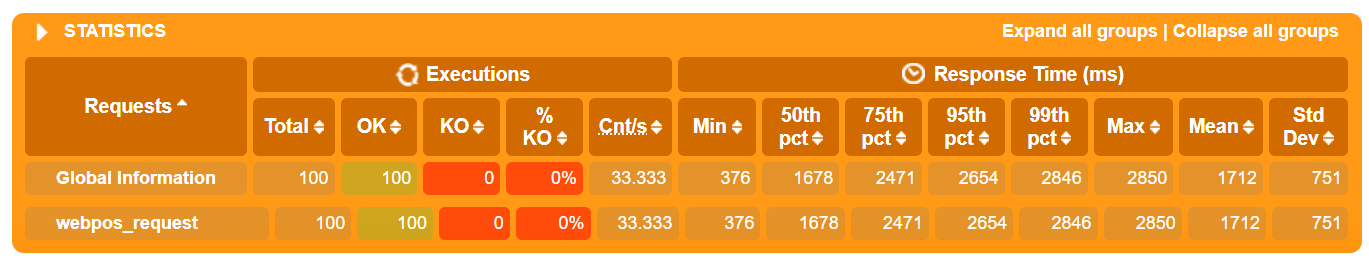 STATISTICS Expand all groups | Collapse all groups
Requests Executions Response Time (ms)
Total OK KO % KO Cnt/s Min 50th pct 75th pct 95th pct 99th pct Max Mean Std Dev
Global Information 100 100 0 0% 33.333 376 1678 2471 2654 2846 2850 1712 751
webpos_request 100 100 0 0% 33.333 376 1678 2471 2654 2846 2850 1712 751